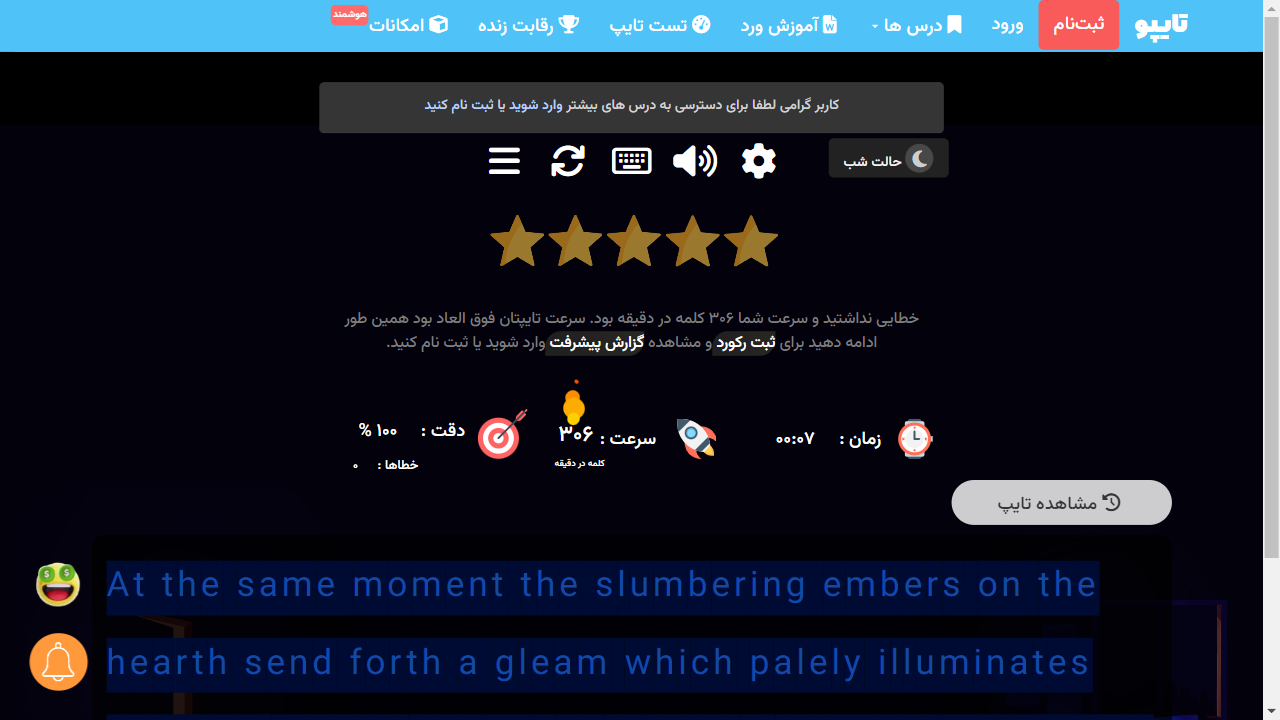 تایپو
ثبت‌نام
ورود
درس ها
آموزش ورد
تست تایپ
رقابت زنده
امکانات
هوشمند
کاربر گرامی لطفا برای دسترسی به درس های بیشتر وارد شوید یا ثبت نام کنید
حالت شب
خطایی نداشتید و سرعت شما ۳۰۶ کلمه در دقیقه بود. سرعت تایپتان فوق العاد بود همین طور
ادامه دهید برای ثبت رکورد و مشاهده گزارش پیشرفت وارد شوید یا ثبت نام کنید.
زمان : ۰۰:۰۷
سرعت : ۳۰۶
کلمه در دقیقه
دقت : ۱۰۰ %
خطاها : ۰
مشاهده تایپ
At the same moment the slumbering embers on the
hearth send forth a gleam which palely illuminates